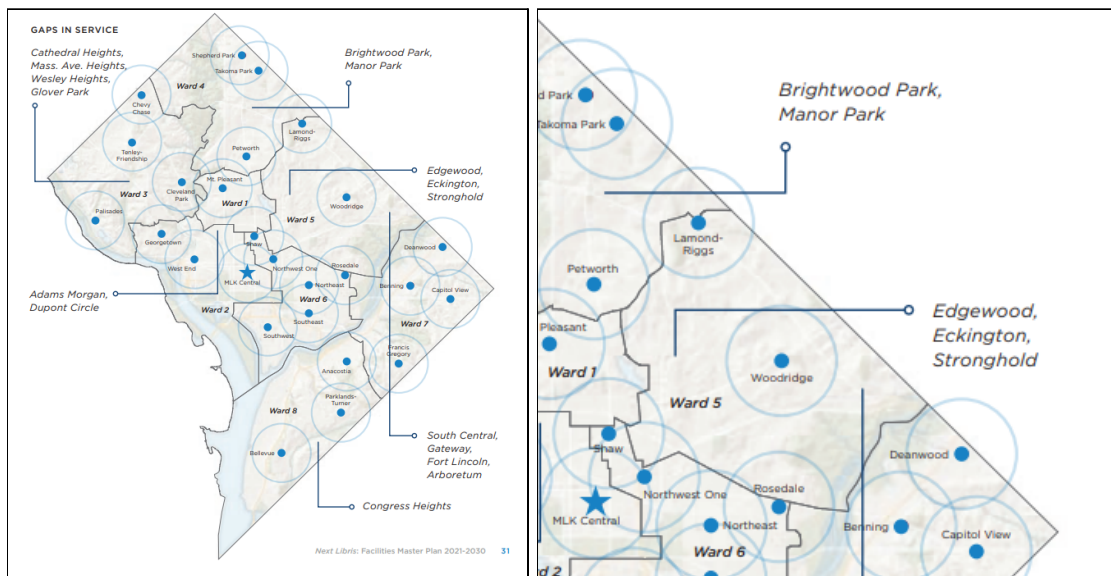 GAPS IN SERVICE
Cathedral Heights,
Mass. Ave. Heights,
Wesley Heights,
Glover Park
Brightwood Park,
Manor Park
Shepherd Park
Takoma Park
Ward 4
Chevy
Chase
Lamond-
Riggs
Tenley-
Friendship
Petworth
Edgewood,
Eckington,
Stronghold
Mt. Pleasant
Cleveland
Park
Ward 3
Ward 1
Woodridge
Palisades
Ward 5
Georgetown
Shaw
Deanwood
West End
Northwest One
Rosedale
MLK Central
Northeast
Benning
Capitol View
Adams Morgan,
Dupont Circle
Ward 6
Ward 2
Southeast
Southwest
Ward 7
Francis
Gregory
Anacostia
Parklands-
Turner
Ward 8
South Central,
Gateway,
Fort Lincoln,
Arboretum
Bellevue
Congress Heights
Next Libris: Facilities Master Plan 2021-2030 31
Brightwood Park,
Manor Park
d Park
Takoma Park
Lamond-
Riggs
Petworth
Edgewood,
Eckington,
Stronghold
Pleasant
Ward 1
Woodridge
Ward 5
Shaw
Deanwood
Northwest One
Rosedale
MLK Central
Northeast
Benning
Capitol View
Ward 6
d 2